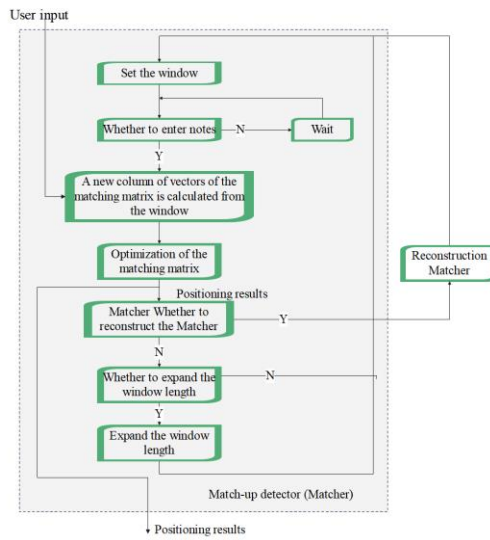 User input
Set the window
Whether to enter notes
N
Wait
Y
A new column of vectors of the
matching matrix is calculated from
the window
Optimization of the
matching matrix
Positioning results
Matcher Whether to
reconstruct the Matcher
Y
Reconstruction
Matcher
N
Whether to expand the
window length
N
Y
Expand the window
length
Match-up detector (Matcher)
Positioning results